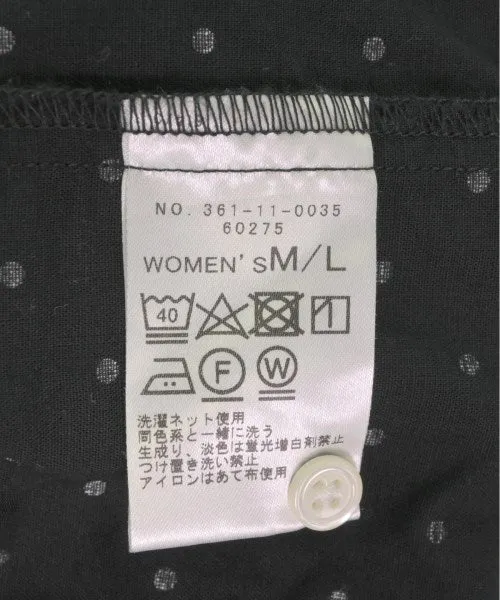 NO. 361-11-0035
60275
WOMEN'S M/L
40
F W
洗濯ネット使用
同色系と一緒に洗う
生成り、淡色は蛍光増白剤禁止
つけ置き洗い禁止
アイロンはあて布使用